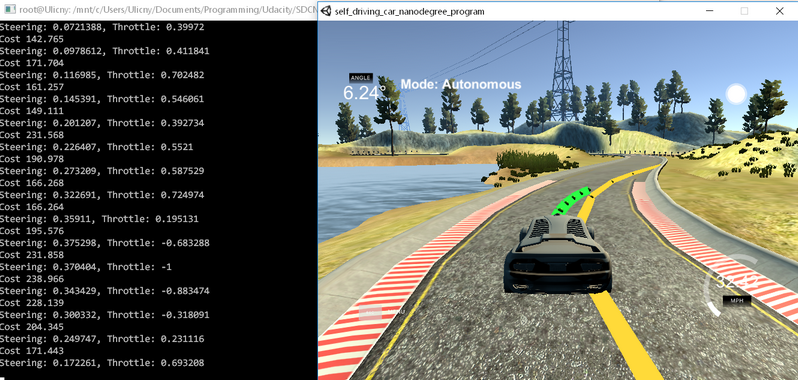 root@Ulicny: /mnt/c/Users/Ulicny/Documents/Programming/Udacity/SDCN
Steering: 0.0721388, Throttle: 0.39972
Cost 142.765
Steering: 0.0978612, Throttle: 0.411841
Cost 171.704
Steering: 0.116985, Throttle: 0.702482
Cost 161.257
Steering: 0.145391, Throttle: 0.546061
Cost 149.111
Steering: 0.201207, Throttle: 0.392734
Cost 231.568
Steering: 0.226407, Throttle: 0.5521
Cost 190.978
Steering: 0.273209, Throttle: 0.587529
Cost 166.268
Steering: 0.322691, Throttle: 0.724974
Cost 166.264
Steering: 0.35911, Throttle: 0.195131
Cost 195.576
Steering: 0.375298, Throttle: -0.683288
Cost 231.858
Steering: 0.370404, Throttle: -1
Cost 238.966
Steering: 0.343429, Throttle: -0.883474
Cost 228.139
Steering: 0.300332, Throttle: -0.318091
Cost 204.345
Steering: 0.249747, Throttle: 0.231116
Cost 171.443
Steering: 0.172261, Throttle: 0.693208
self_driving_car_nanodegree_program
ANGLE
6.24°
Mode: Autonomous
MPH